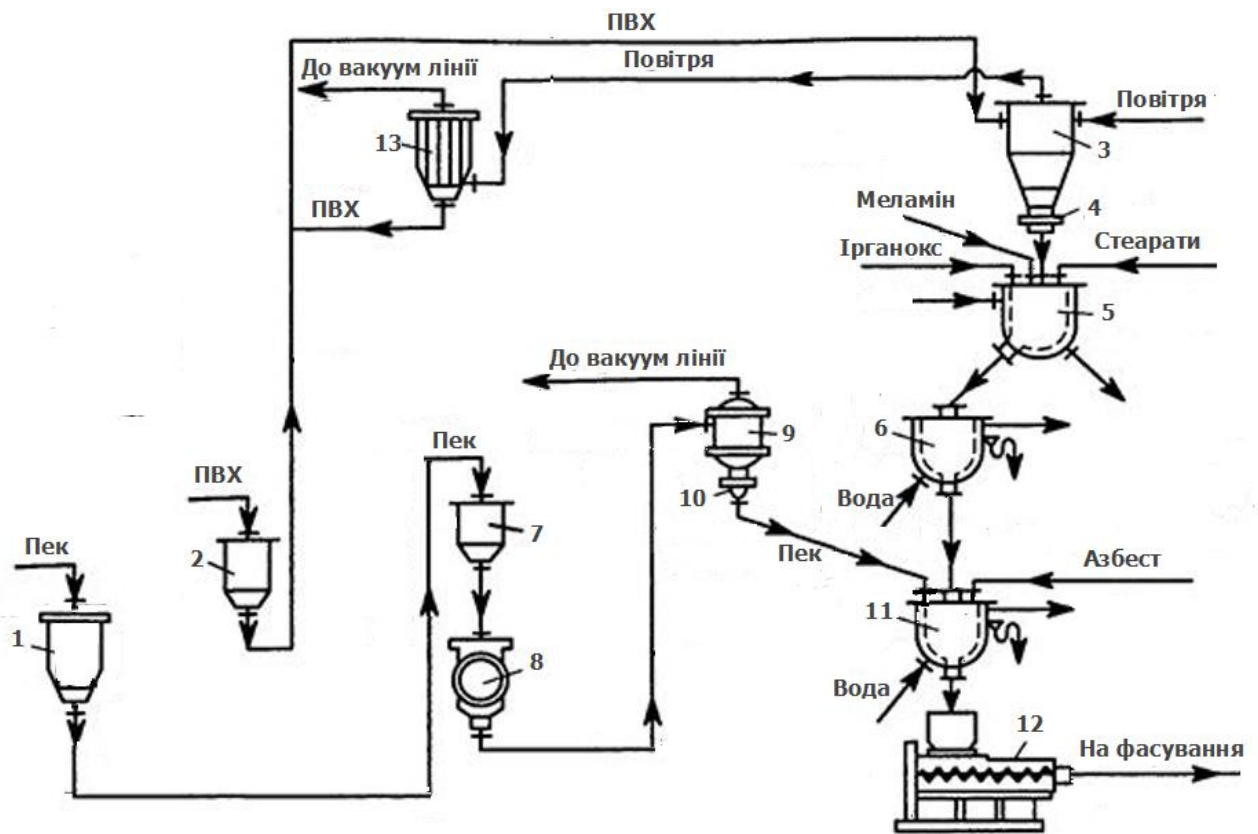 ПВХ
До вакуум лінії
Повітря
Повітря
13
3
ПВХ
Меламін
4
Ірганокс
Стеарати
5
До вакуум лінії
6
9
Пек
ПВХ
10
Вода
7
2
Пек
Пек
Азбест
1
11
8
Вода
12
На фасування